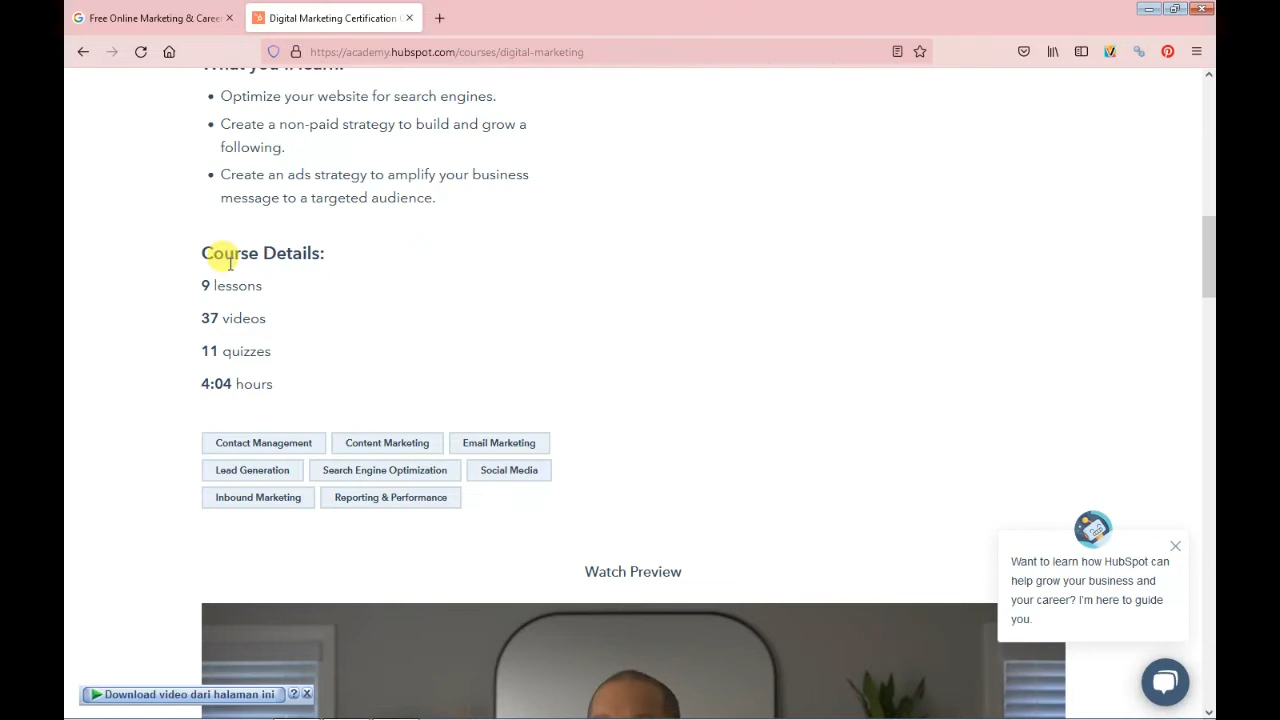 Free Online Marketing & Caree
Digital Marketing Certification
https://academy.hubspot.com/courses/digital-marketing
What you'll learn:
Optimize your website for search engines.
Create a non-paid strategy to build and grow a
following.
Create an ads strategy to amplify your business
message to a targeted audience.
Course Details:
9 lessons
37 videos
11 quizzes
4:04 hours
Contact Management
Content Marketing
Email Marketing
Lead Generation
Search Engine Optimization
Social Media
Inbound Marketing
Reporting & Performance
Watch Preview
Want to learn how HubSpot can
help grow your business and
your career? I'm here to guide
you.
Download video dari halaman ini